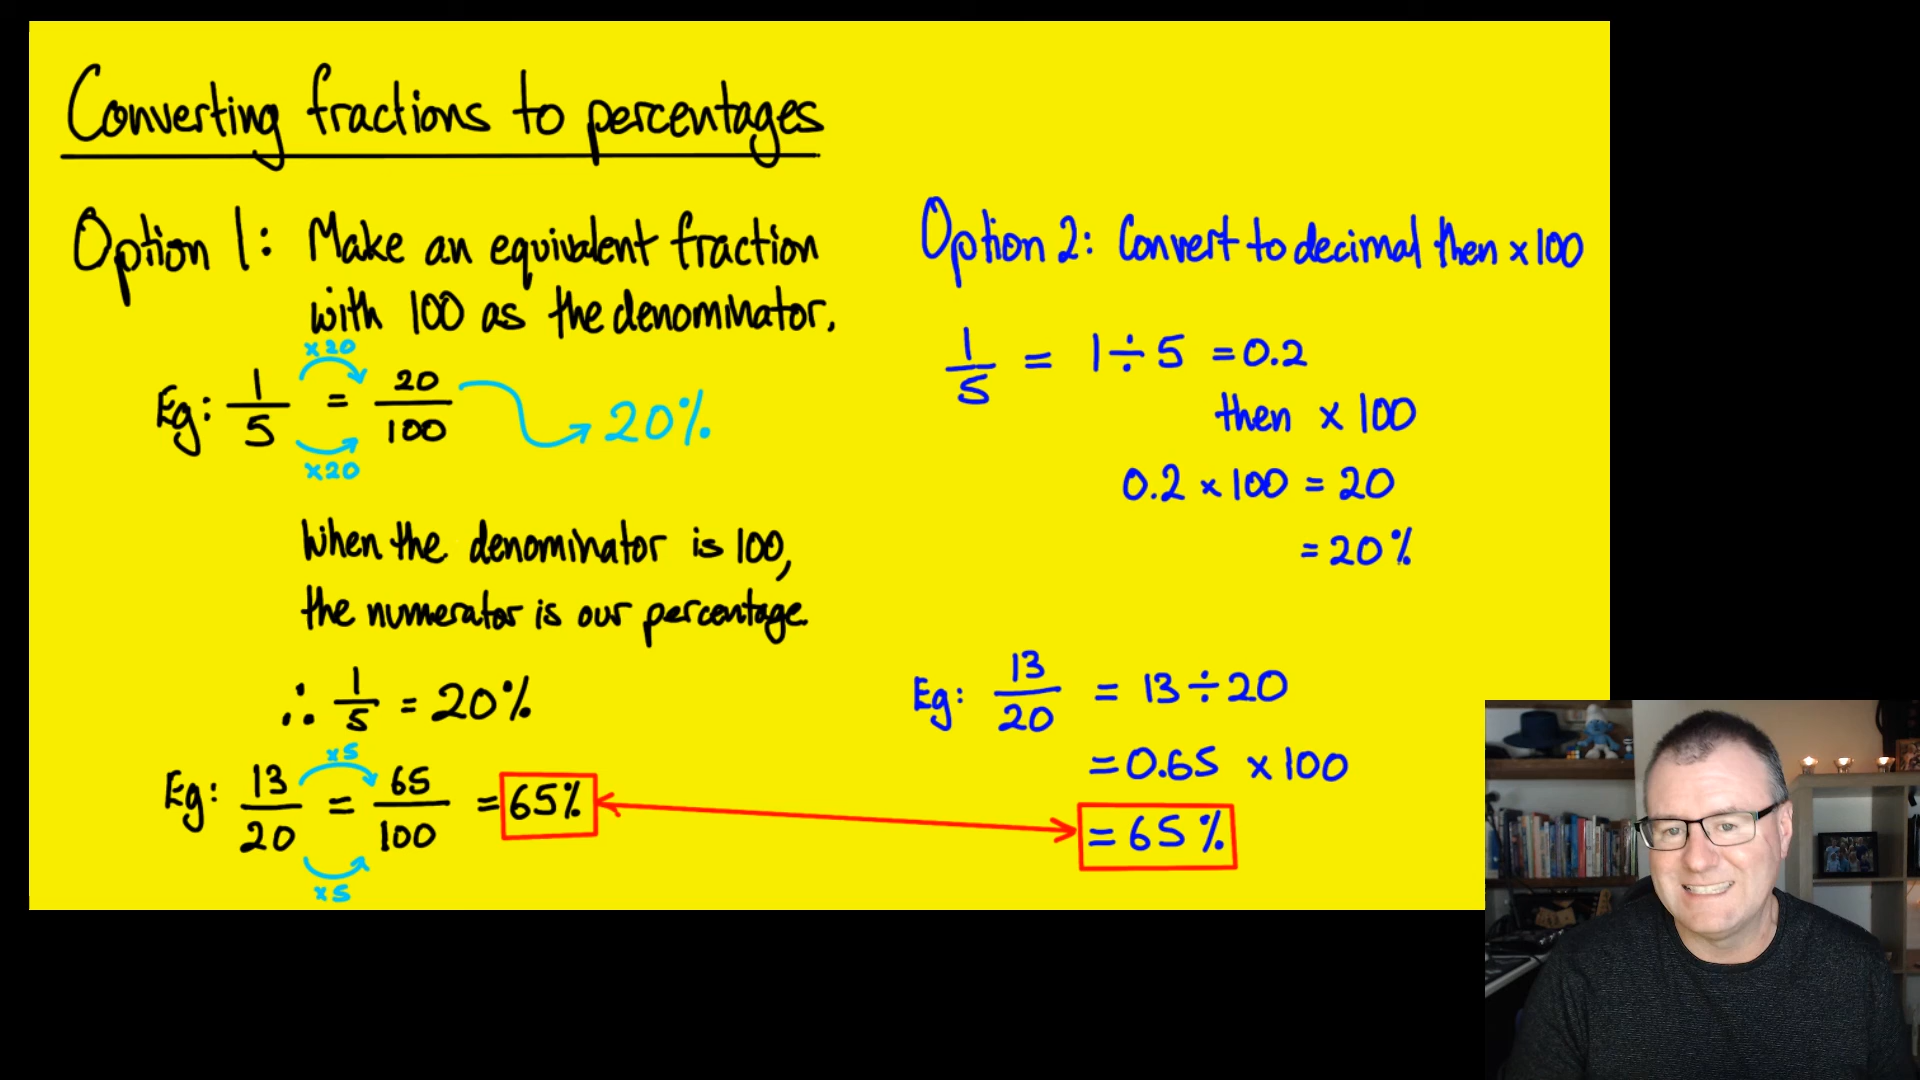 Converting fractions to percentages
Option 1: Make an equivalent fraction
with 100 as the denominator.
×20
Eg: 1/5 = 20/100 → 20%
×20
When the denominator is 100,
the numerator is our percentage.
∴ 1/5 = 20%
×5
Eg: 13/20 = 65/100 = 65%
×5
Option 2: Convert to decimal then ×100
1/5 = 1÷5 = 0.2
then × 100
0.2 × 100 = 20
= 20%
Eg: 13/20 = 13÷20
= 0.65 × 100
= 65%